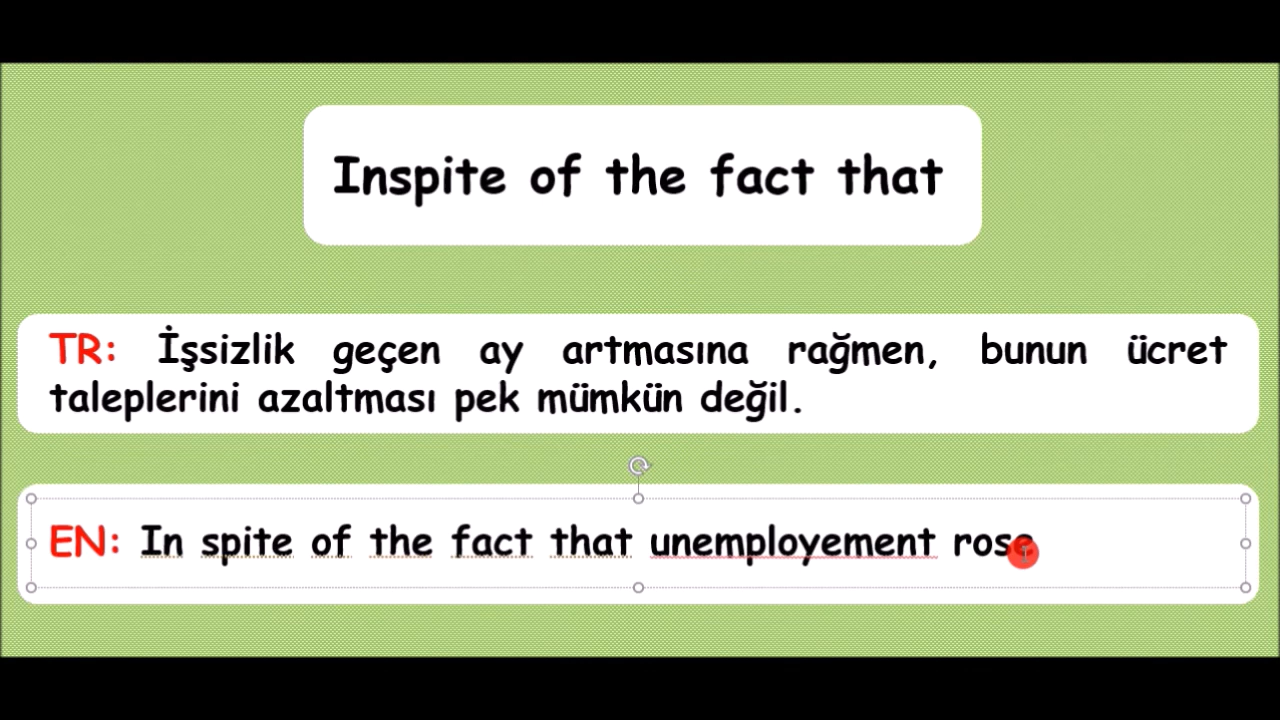 Inspite of the fact that
TR: İşsizlik geçen ay artmasına rağmen, bunun ücret
taleplerini azaltması pek mümkün değil.
EN: In spite of the fact that unemployement rose